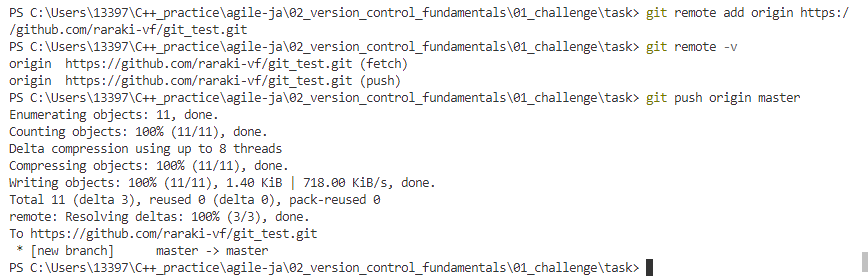 PS C:\Users\13397\C++_practice\agile-ja\02_version_control_fundamentals\01_challenge\task> git remote add origin https:/
/github.com/raraki-vf/git_test.git
PS C:\Users\13397\C++_practice\agile-ja\02_version_control_fundamentals\01_challenge\task> git remote -v
origin  https://github.com/raraki-vf/git_test.git (fetch)
origin  https://github.com/raraki-vf/git_test.git (push)
PS C:\Users\13397\C++_practice\agile-ja\02_version_control_fundamentals\01_challenge\task> git push origin master
Enumerating objects: 11, done.
Counting objects: 100% (11/11), done.
Delta compression using up to 8 threads
Compressing objects: 100% (11/11), done.
Writing objects: 100% (11/11), 1.40 KiB | 718.00 KiB/s, done.
Total 11 (delta 3), reused 0 (delta 0), pack-reused 0
remote: Resolving deltas: 100% (3/3), done.
To https://github.com/raraki-vf/git_test.git
 * [new branch]      master -> master
PS C:\Users\13397\C++_practice\agile-ja\02_version_control_fundamentals\01_challenge\task>